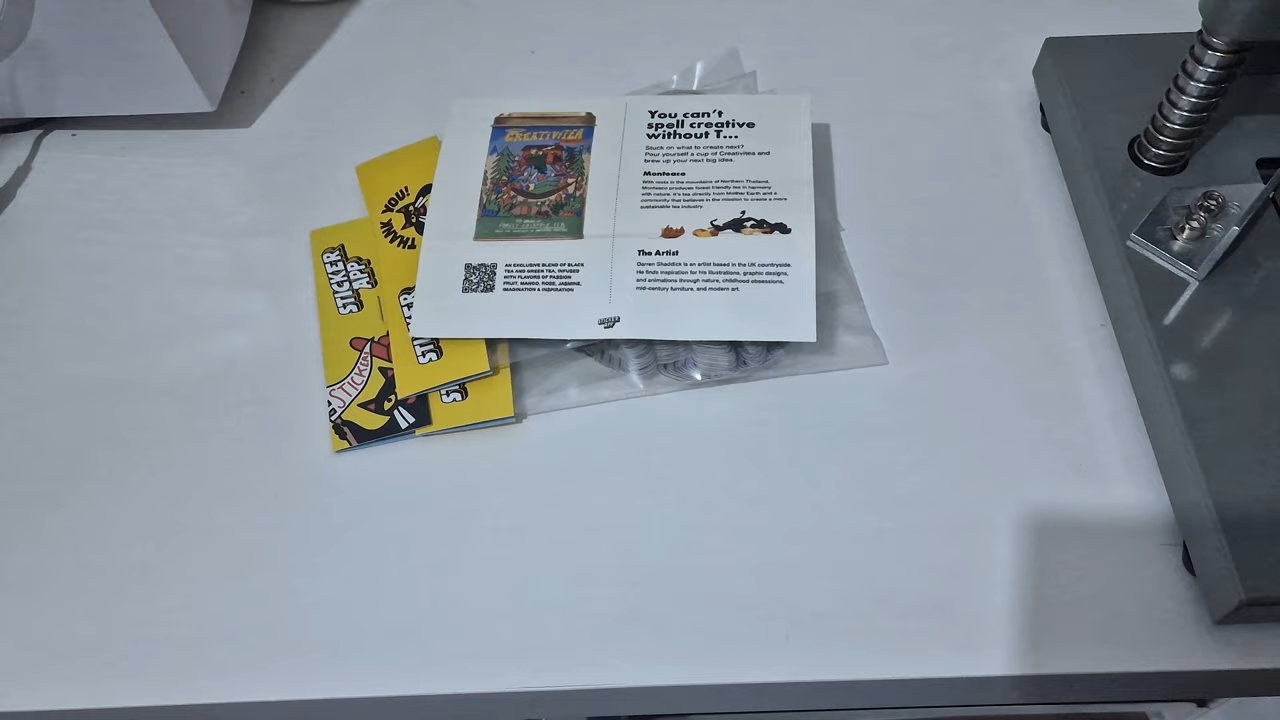 CREATIVITEA
AN EXCLUSIVE BLEND OF BLACK
TEA AND GREEN TEA, INFUSED
WITH FLAVORS OF PASSION
FRUIT, MANGO, ROSE, JASMINE,
IMAGINATION & INSPIRATION
You can't
spell creative
without T...
Stuck on what to create next?
Pour yourself a cup of Creativitea and
brew up your next big idea.
Monteaco
With roots in the mountains of Northern Thailand,
Monteaco produces forest friendly tea in harmony
with nature. It's tea directly from Mother Earth and a
community that believes in the mission to create a more
sustainable tea industry.
The Artist
Darren Shaddick is an artist based in the UK countryside.
He finds inspiration for his illustrations, graphic designs,
and animations through nature, childhood obsessions,
mid-century furniture, and modern art.
STICKER
APP
THANK YOU!
STICKER
APP
STICKERS